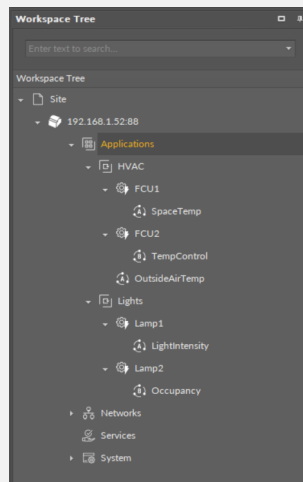 Workspace Tree
Enter text to search...
Workspace Tree
Site
192.168.1.52:88
Applications
HVAC
FCU1
SpaceTemp
FCU2
TempControl
OutsideAirTemp
Lights
Lamp1
LightIntensity
Lamp2
Occupancy
Networks
Services
System